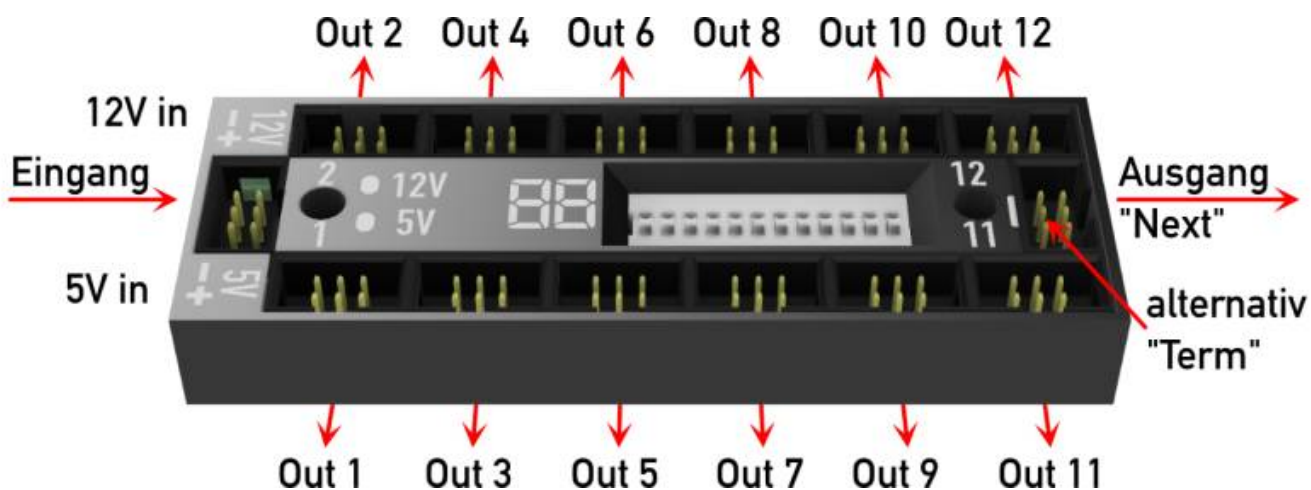 Out 2 Out 4 Out 6 Out 8 Out 10 Out 12
12V in
- + 12V
Eingang
2 12V 88 12
1 5V 11
Ausgang
"Next"
5V in
- + 5V
alternativ
"Term"
Out 1 Out 3 Out 5 Out 7 Out 9 Out 11